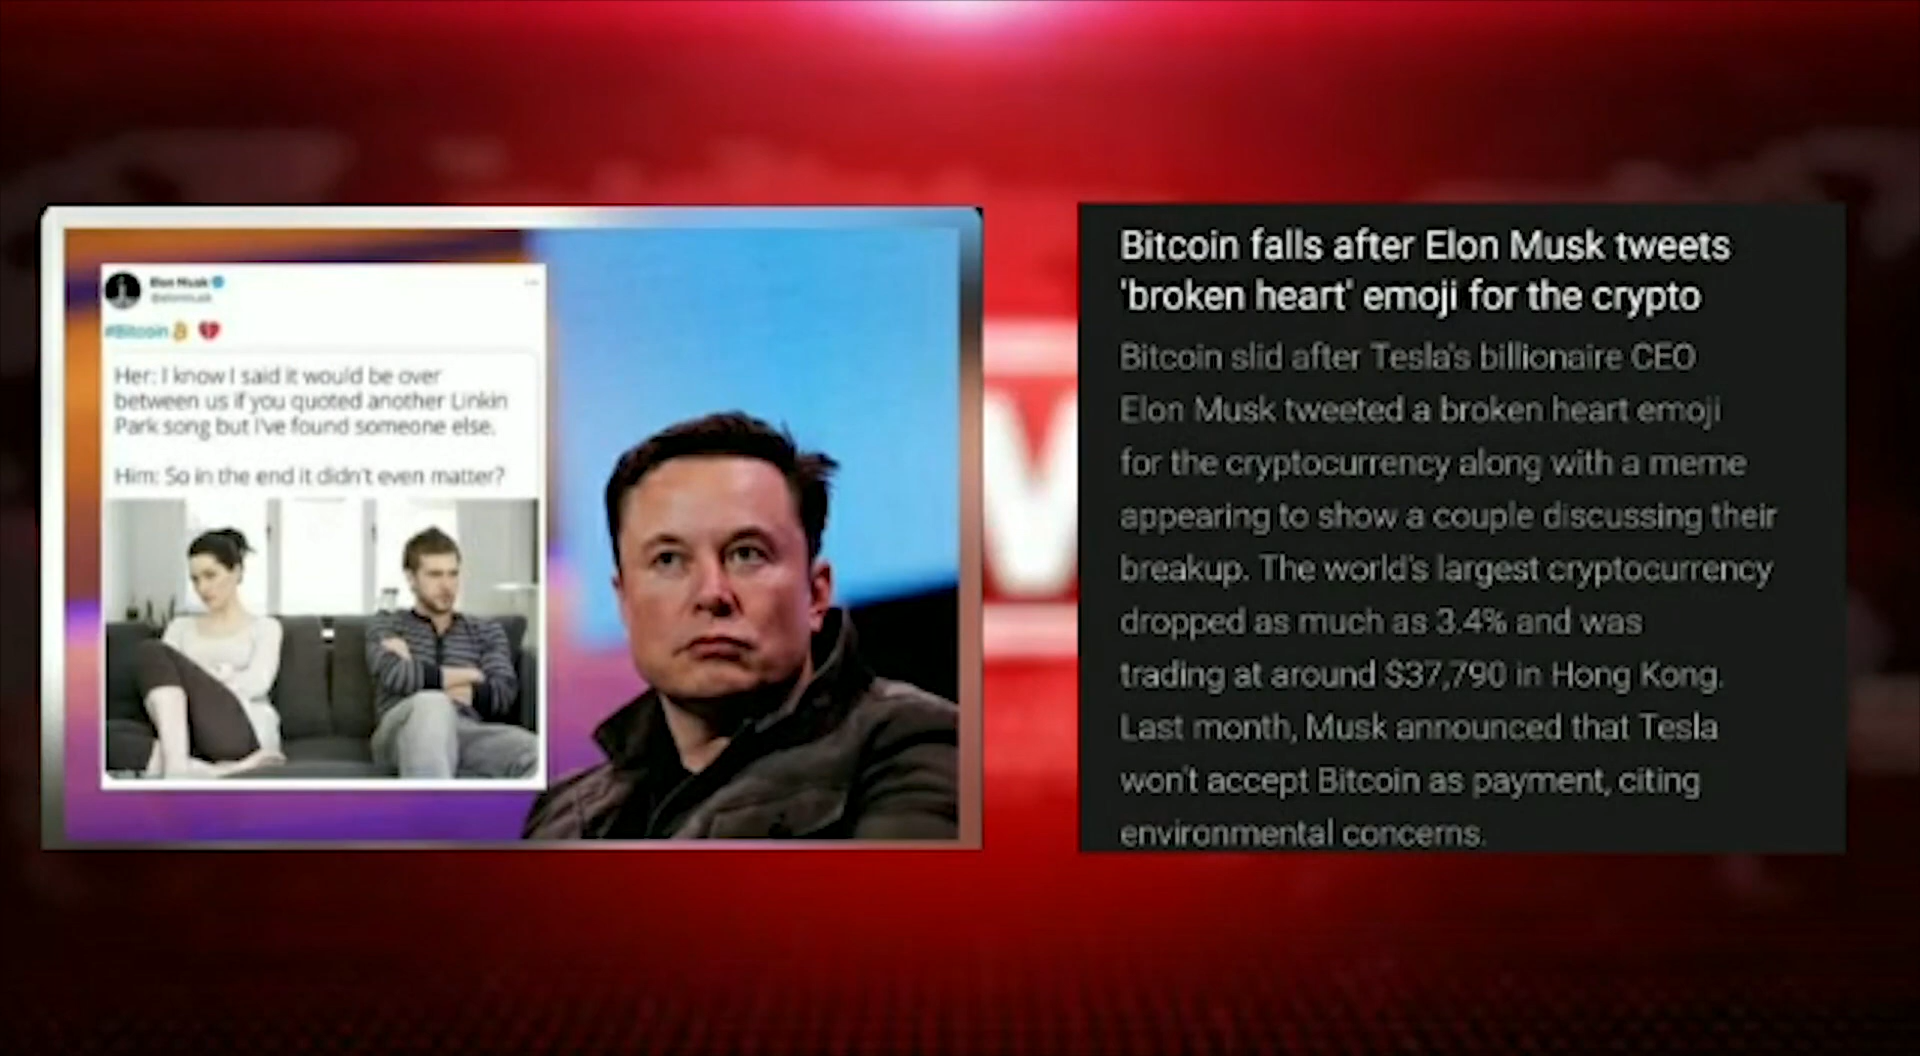 Elon Musk
@elonmusk
#Bitcoin
Her: I know I said it would be over
between us if you quoted another Linkin
Park song but I've found someone else.
Him: So in the end it didn't even matter?
Bitcoin falls after Elon Musk tweets
'broken heart' emoji for the crypto
Bitcoin slid after Tesla's billionaire CEO
Elon Musk tweeted a broken heart emoji
for the cryptocurrency along with a meme
appearing to show a couple discussing their
breakup. The world's largest cryptocurrency
dropped as much as 3.4% and was
trading at around $37,790 in Hong Kong.
Last month, Musk announced that Tesla
won't accept Bitcoin as payment, citing
environmental concerns.